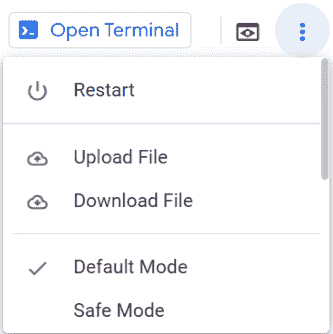 Open Terminal
Restart
Upload File
Download File
Default Mode
Safe Mode